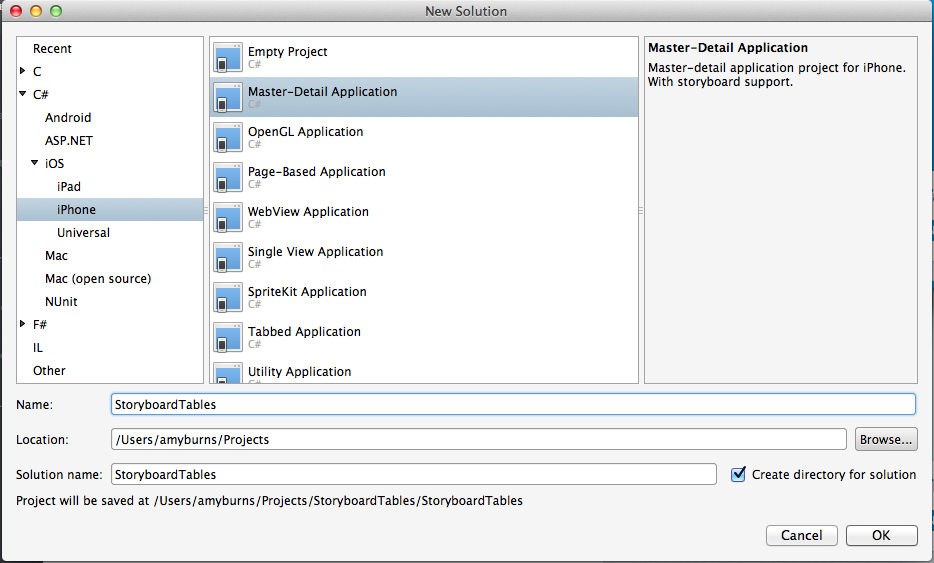 New Solution
Recent
C
C#
Android
ASP.NET
iOS
iPad
iPhone
Universal
Mac
Mac (open source)
NUnit
F#
IL
Other
Empty Project
C#
Master-Detail Application
C#
OpenGL Application
C#
Page-Based Application
C#
WebView Application
C#
Single View Application
C#
SpriteKit Application
C#
Tabbed Application
C#
Utility Application
C#
Master-Detail Application
Master-detail application project for iPhone.
With storyboard support.
Name: StoryboardTables
Location: /Users/amyburns/Projects Browse...
Solution name: StoryboardTables Create directory for solution
Project will be saved at /Users/amyburns/Projects/StoryboardTables/StoryboardTables
Cancel OK